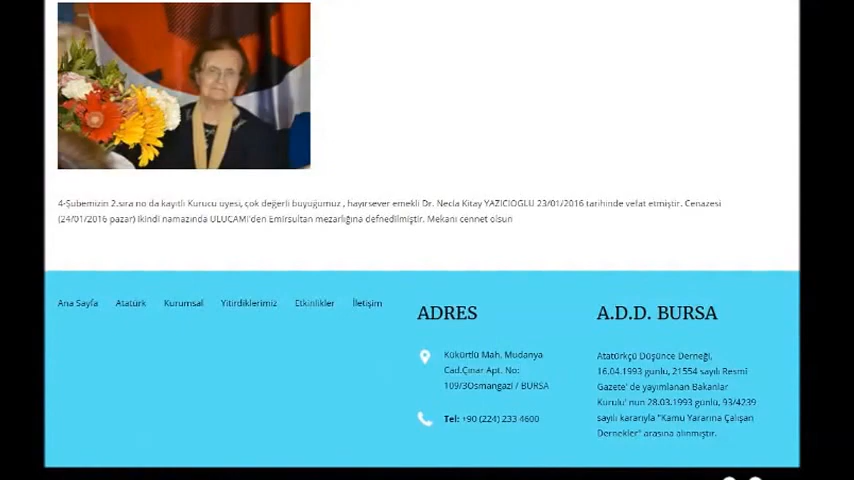 4-Şubemizin 2.sıra no da kayıtlı Kurucu üyesi, çok değerli büyüğümüz , hayırsever emekli Dr. Necla Kitay YAZICIOĞLU 23/01/2016 tarihinde vefat etmiştir. Cenazesi
(24/01/2016 pazar) ikindi namazında ULUCAMİ'den Emirsultan mezarlığına defnedilmiştir. Mekanı cennet olsun
Ana Sayfa Atatürk Kurumsal Yitirdiklerimiz Etkinlikler İletişim
ADRES
Kükürtlü Mah. Mudanya
Cad.Çınar Apt. No:
109/3Osmangazi / BURSA
Tel: +90 (224) 233 4600
A.D.D. BURSA
Atatürkçü Düşünce Derneği,
16.04.1993 günlü, 21554 sayılı Resmi
Gazete' de yayımlanan Bakanlar
Kurulu' nun 28.03.1993 günlü, 93/4239
sayılı kararıyla "Kamu Yararına Çalışan
Dernekler" arasına alınmıştır.